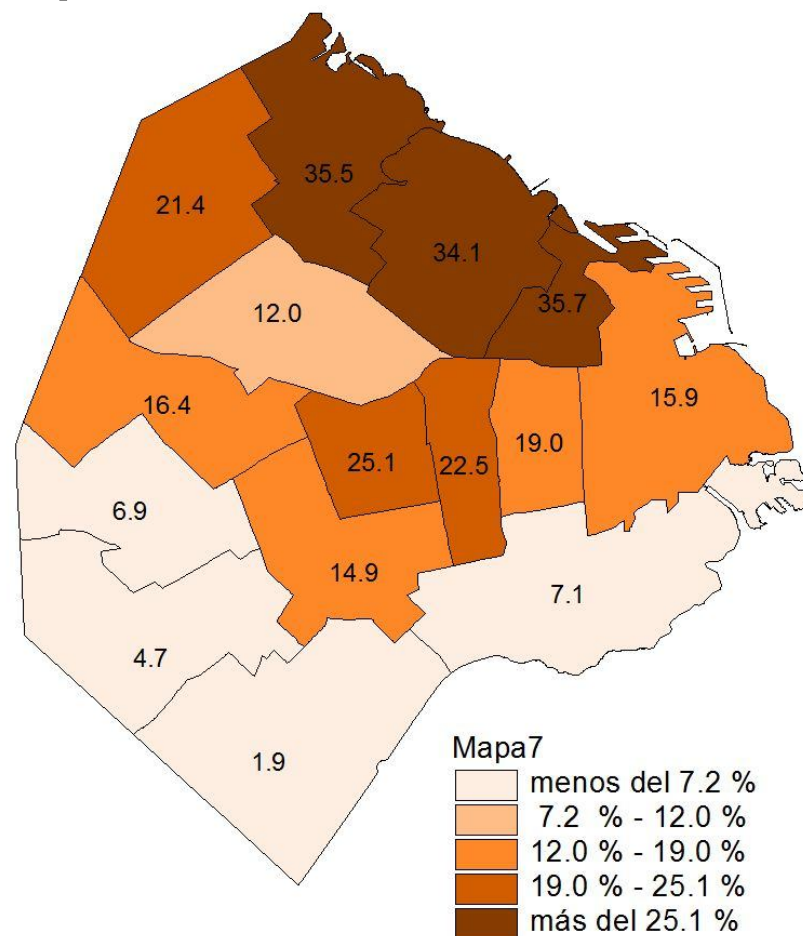 35.5
21.4
34.1
35.7
12.0
15.9
16.4
19.0
25.1
22.5
6.9
14.9
7.1
4.7
1.9
Mapa7
menos del 7.2 %
7.2 % - 12.0 %
12.0 % - 19.0 %
19.0 % - 25.1 %
más del 25.1 %